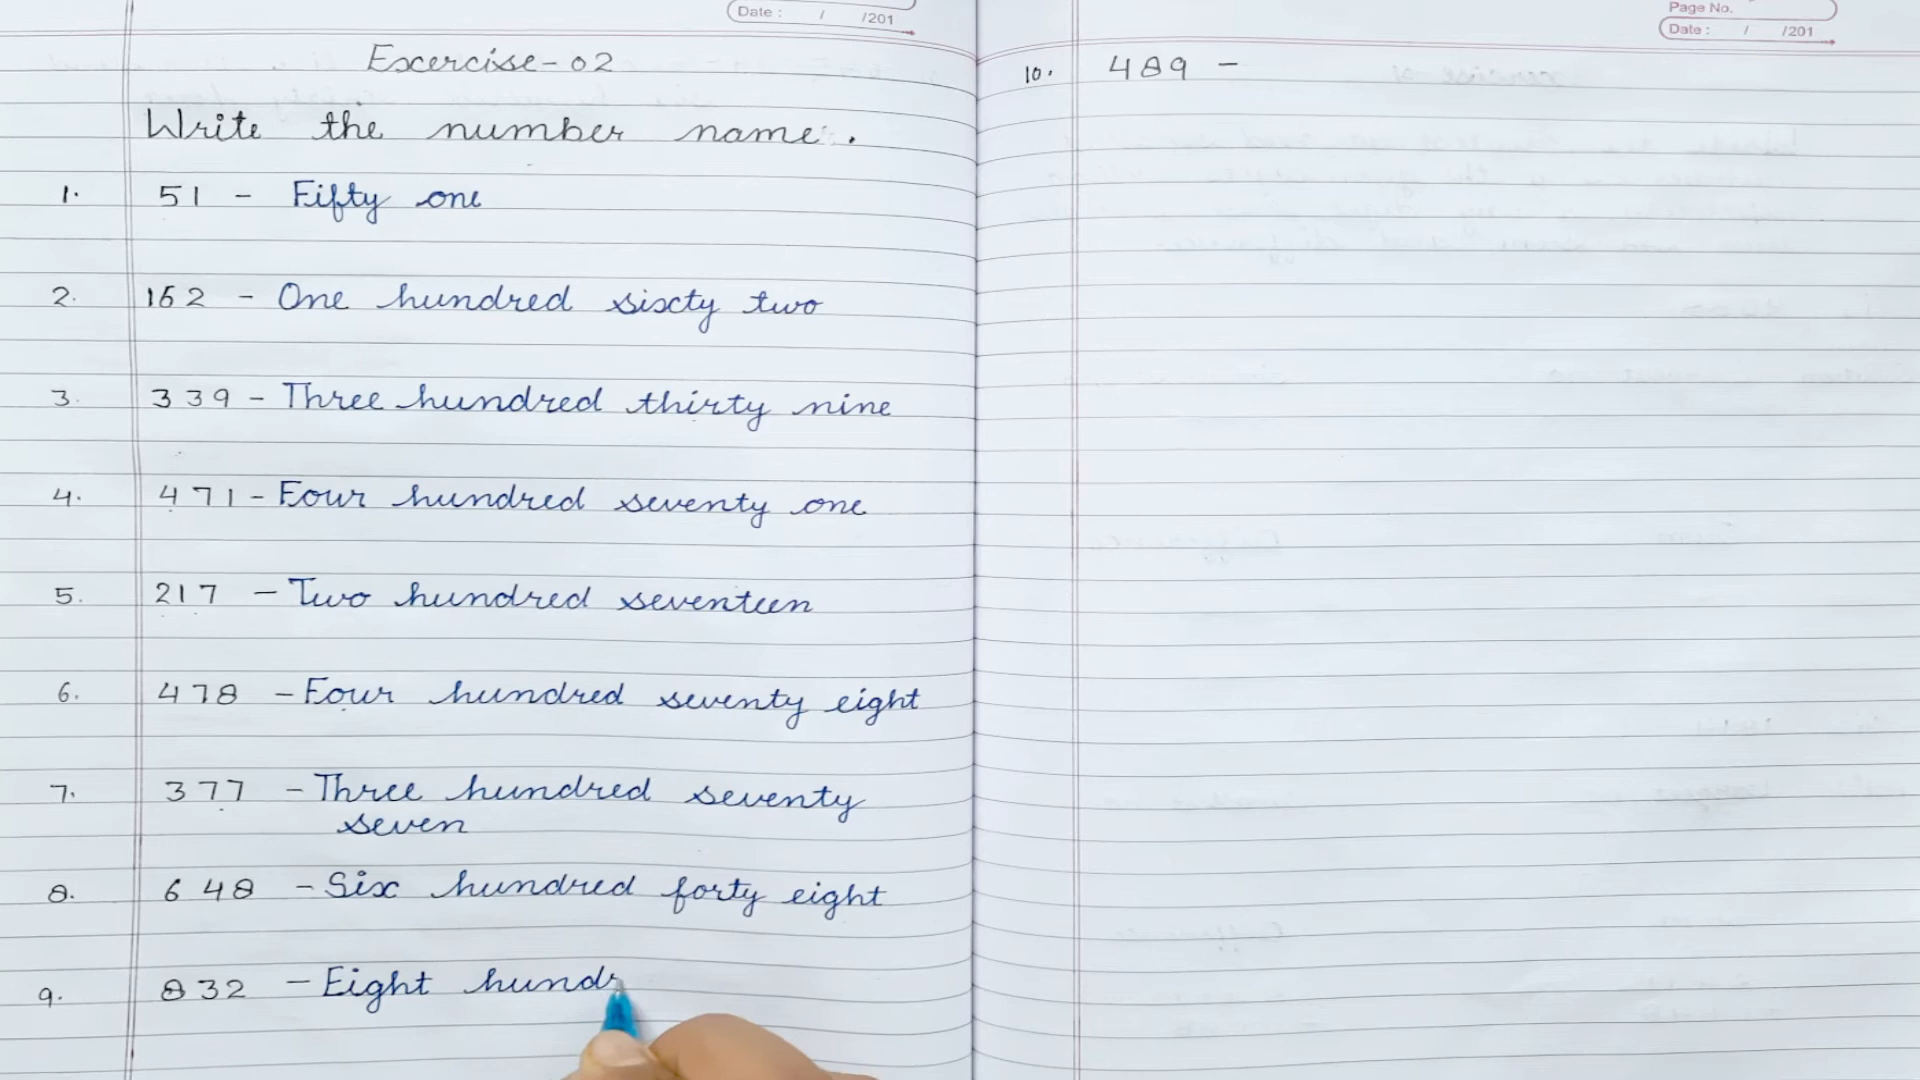 Date : / /201
Excercise-02
Write the number name.
1. 51 - Fifty one
2. 162 - One hundred sixty two
3. 339 - Three hundred thirty nine
4. 471 - Four hundred seventy one
5. 217 - Two hundred seventeen
6. 478 - Four hundred seventy eight
7. 377 - Three hundred seventy
seven
8. 648 - Six hundred forty eight
9. 832 - Eight hundr
Page No.
Date : / /201
10. 489 -